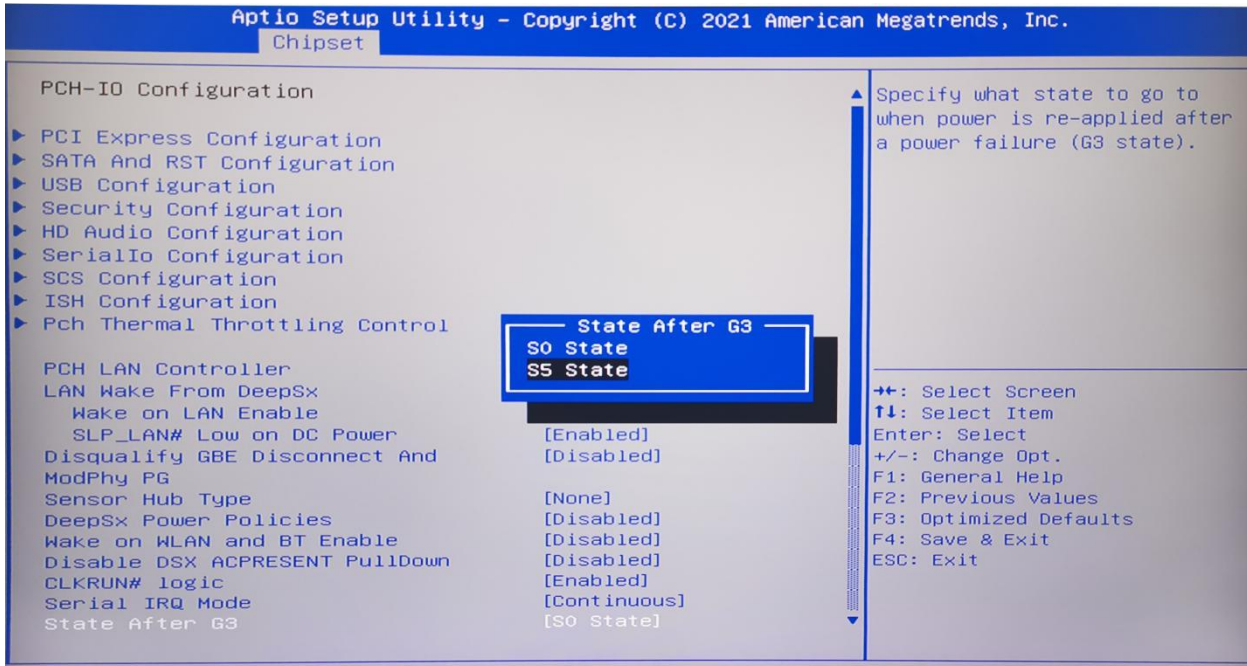 Aptio Setup Utility – Copyright (C) 2021 American Megatrends, Inc.
Chipset
PCH-IO Configuration
PCI Express Configuration
SATA And RST Configuration
USB Configuration
Security Configuration
HD Audio Configuration
SerialIo Configuration
SCS Configuration
ISH Configuration
Pch Thermal Throttling Control
PCH LAN Controller
LAN Wake From DeepSx
Wake on LAN Enable
SLP_LAN# Low on DC Power [Enabled]
Disqualify GBE Disconnect And [Disabled]
ModPhy PG
Sensor Hub Type [None]
DeepSx Power Policies [Disabled]
Wake on WLAN and BT Enable [Disabled]
Disable DSX ACPRESENT PullDown [Disabled]
CLKRUN# logic [Enabled]
Serial IRQ Mode [Continuous]
State After G3 [S0 State]
State After G3
S0 State
S5 State
Specify what state to go to
when power is re-applied after
a power failure (G3 state).
→←: Select Screen
↑↓: Select Item
Enter: Select
+/-: Change Opt.
F1: General Help
F2: Previous Values
F3: Optimized Defaults
F4: Save & Exit
ESC: Exit